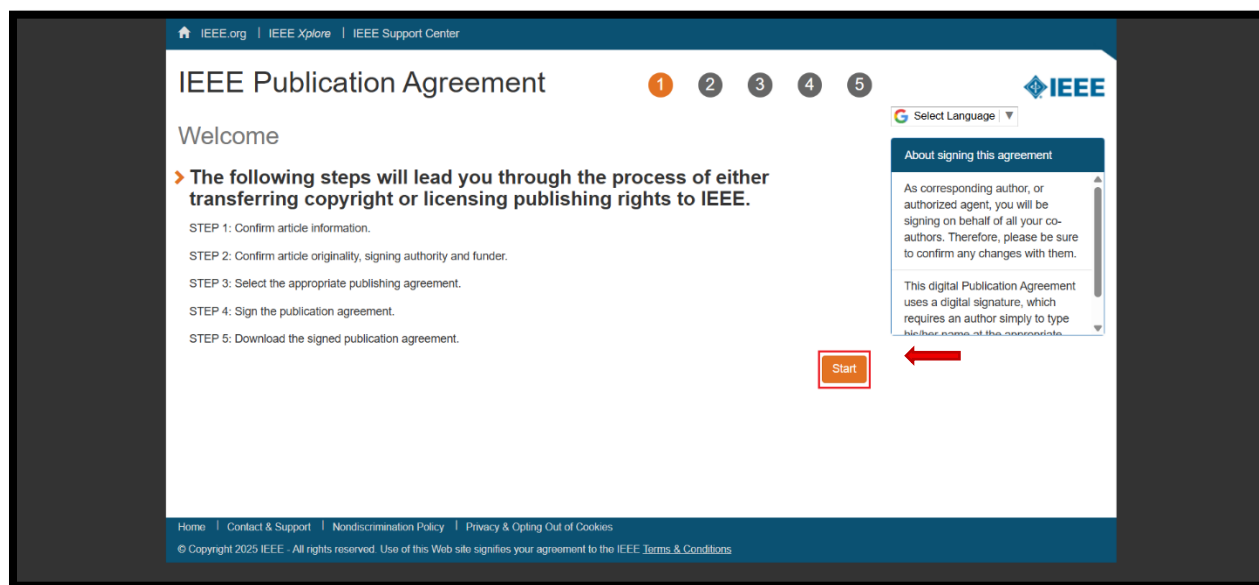 IEEE.org | IEEE Xplore | IEEE Support Center
IEEE Publication Agreement
1 2 3 4 5
IEEE
Select Language ▼
Welcome
The following steps will lead you through the process of either
transferring copyright or licensing publishing rights to IEEE.
STEP 1: Confirm article information.
STEP 2: Confirm article originality, signing authority and funder.
STEP 3: Select the appropriate publishing agreement.
STEP 4: Sign the publication agreement.
STEP 5: Download the signed publication agreement.
About signing this agreement
As corresponding author, or
authorized agent, you will be
signing on behalf of all your co-
authors. Therefore, please be sure
to confirm any changes with them.
This digital Publication Agreement
uses a digital signature, which
requires an author simply to type
his/her name at the appropriate
Start
Home | Contact & Support | Nondiscrimination Policy | Privacy & Opting Out of Cookies
© Copyright 2025 IEEE - All rights reserved. Use of this Web site signifies your agreement to the IEEE Terms & Conditions